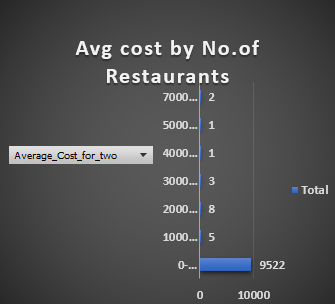 Avg cost by No.of
Restaurants
7000... 2
5000... 1
Average_Cost_for_two
4000... 1
3000... 3
Total
2000... 8
1000... 5
0-... 9522
0 10000